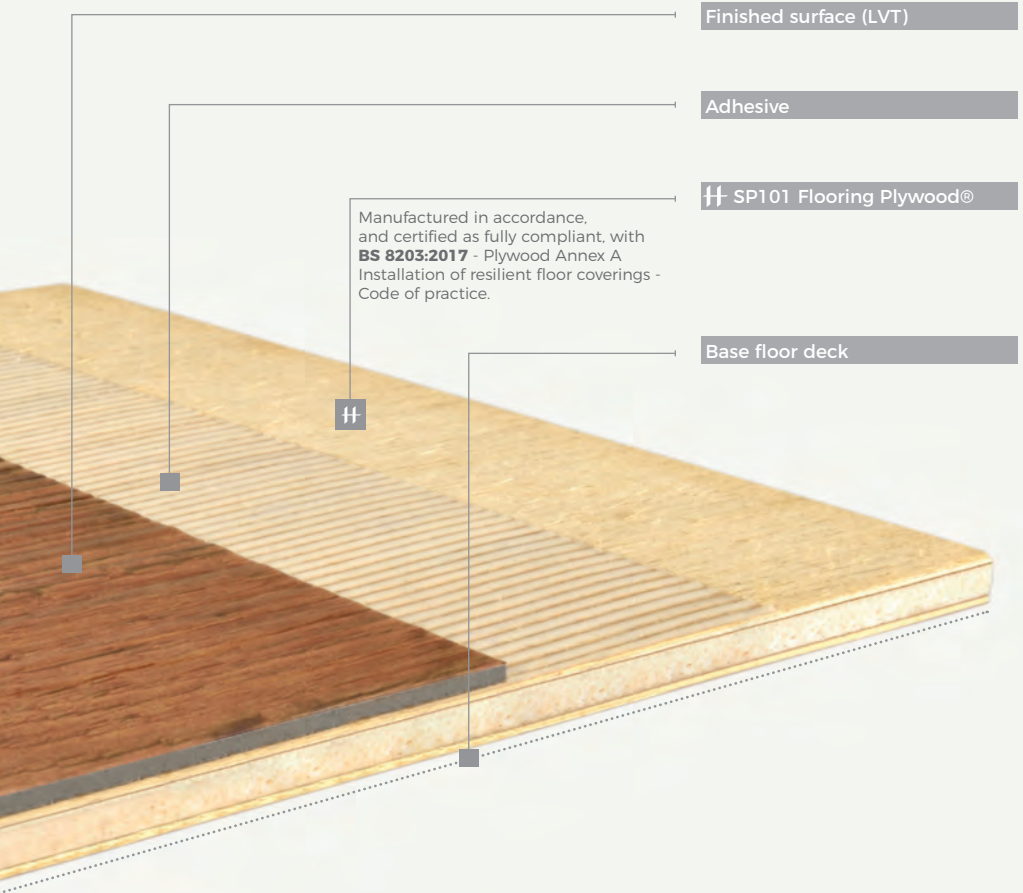 Finished surface (LVT)
Adhesive
SP101 Flooring Plywood®
Manufactured in accordance,
and certified as fully compliant, with
BS 8203:2017 - Plywood Annex A
Installation of resilient floor coverings -
Code of practice.
Base floor deck